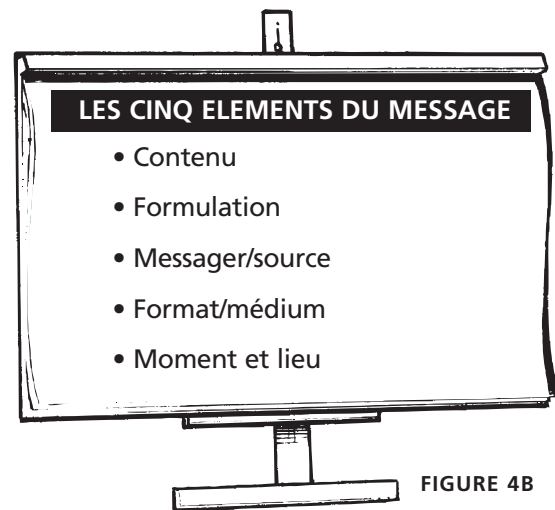 LES CINQ ELEMENTS DU MESSAGE
• Contenu
• Formulation
• Messager/source
• Format/médium
• Moment et lieu
FIGURE 4B